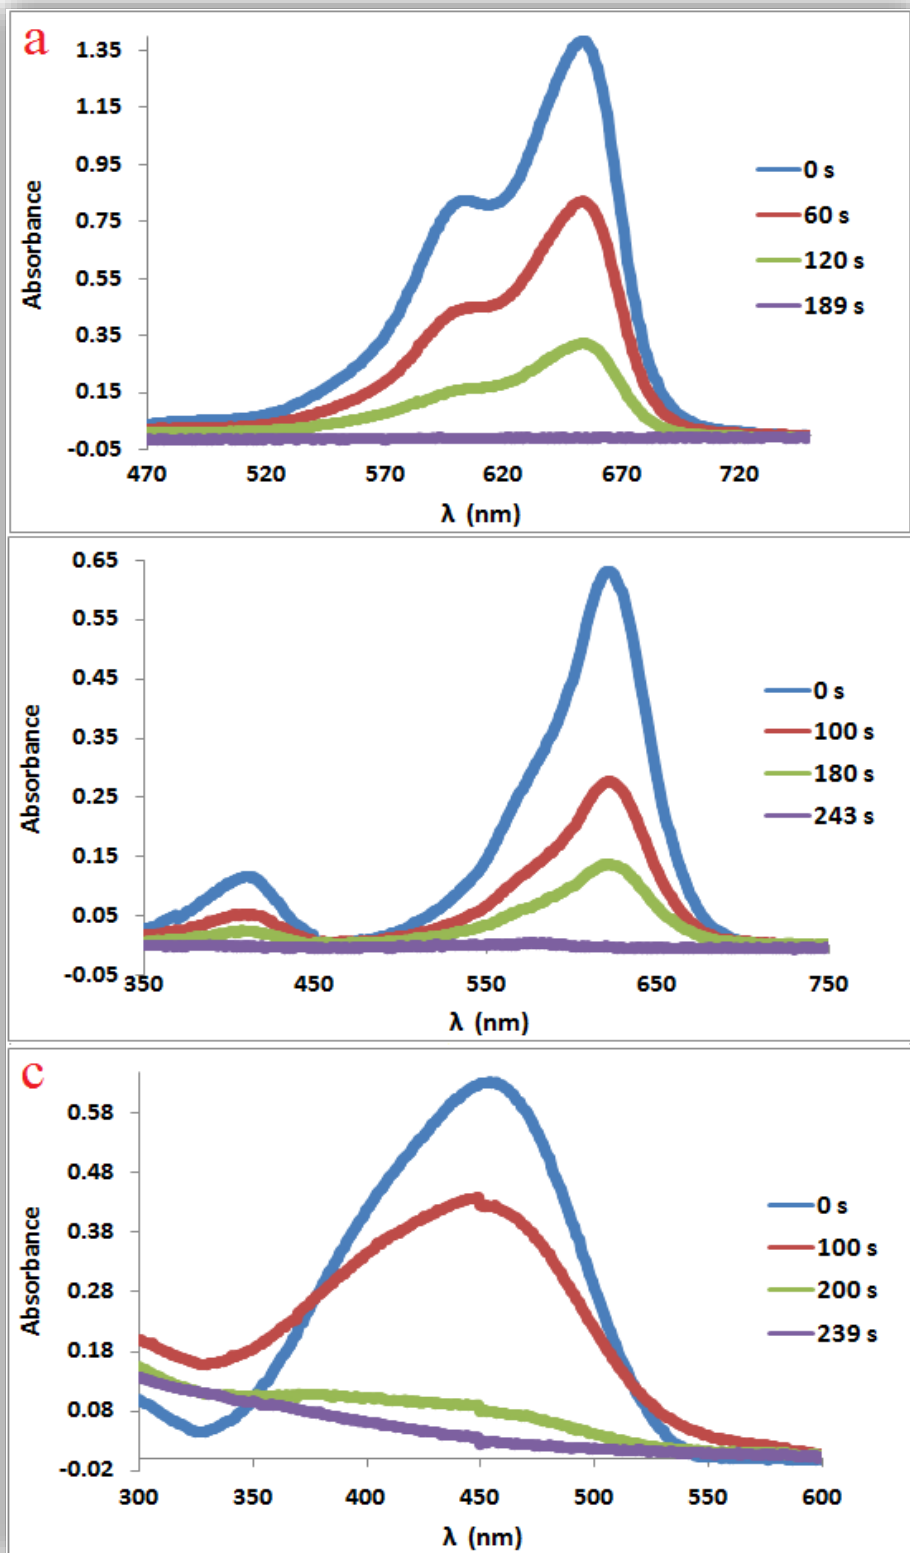 a
1.35
1.15
0.95
0.75
0.55
0.35
0.15
-0.05
Absorbance
470 520 570 620 670 720
λ (nm)
0 s
60 s
120 s
189 s
0.65
0.55
0.45
0.35
0.25
0.15
0.05
-0.05
Absorbance
350 450 550 650 750
λ (nm)
0 s
100 s
180 s
243 s
c
0.58
0.48
0.38
0.28
0.18
0.08
-0.02
Absorbance
300 350 400 450 500 550 600
λ (nm)
0 s
100 s
200 s
239 s